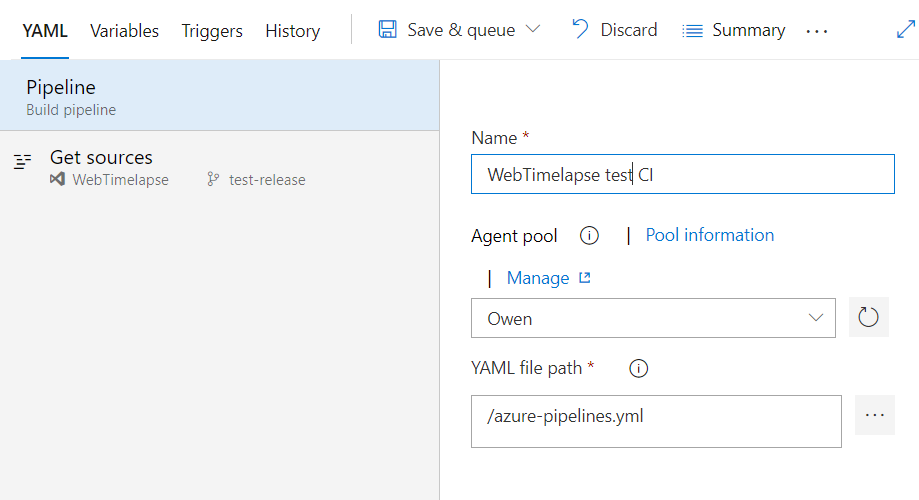 YAML Variables Triggers History Save & queue Discard Summary ...
Pipeline
Build pipeline
Get sources
WebTimelapse test-release
Name *
WebTimelapse test CI
Agent pool | Pool information
| Manage
Owen
YAML file path *
/azure-pipelines.yml
...